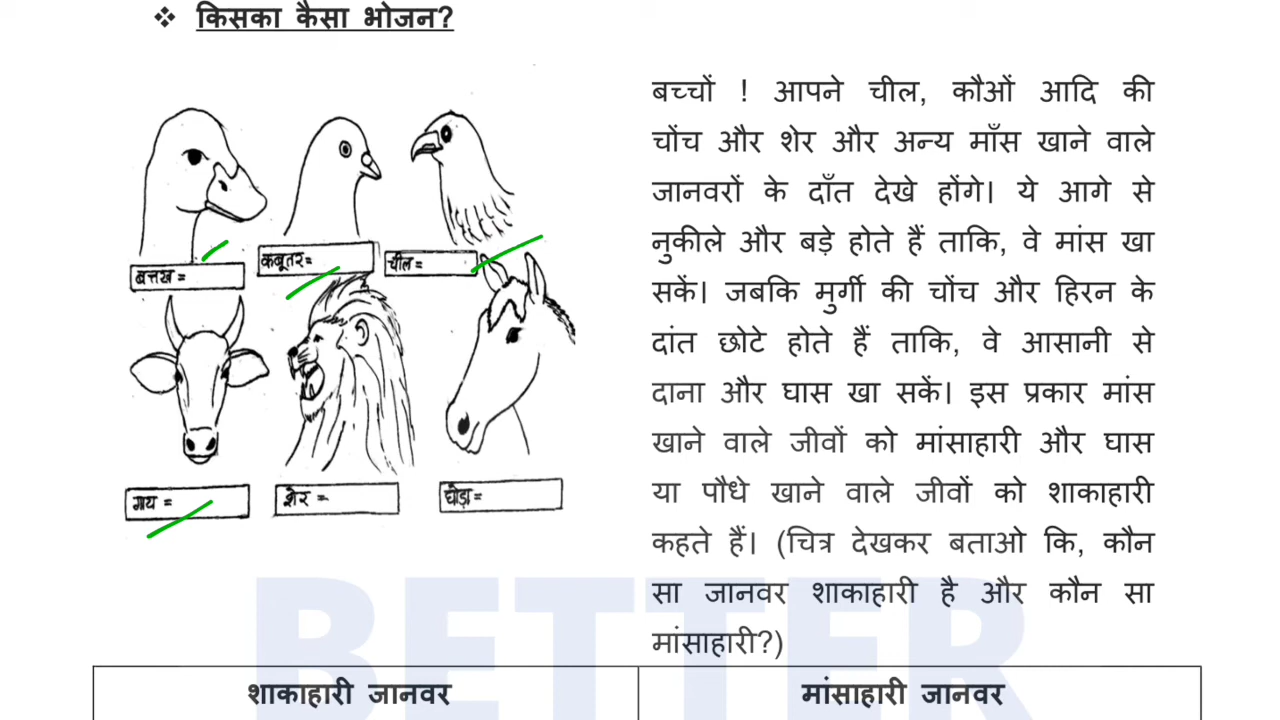 ❖ किसका कैसा भोजन?
बत्तख =
कबूतर=
चील =
गाय =
शेर =
घोड़ा=
बच्चों ! आपने चील, कौओं आदि की
चोंच और शेर और अन्य माँस खाने वाले
जानवरों के दाँत देखे होंगे। ये आगे से
नुकीले और बड़े होते हैं ताकि, वे मांस खा
सकें। जबकि मुर्गी की चोंच और हिरन के
दांत छोटे होते हैं ताकि, वे आसानी से
दाना और घास खा सकें। इस प्रकार मांस
खाने वाले जीवों को मांसाहारी और घास
या पौधे खाने वाले जीवों को शाकाहारी
कहते हैं। (चित्र देखकर बताओ कि, कौन
सा जानवर शाकाहारी है और कौन सा
मांसाहारी?)
BETTER
शाकाहारी जानवर
मांसाहारी जानवर